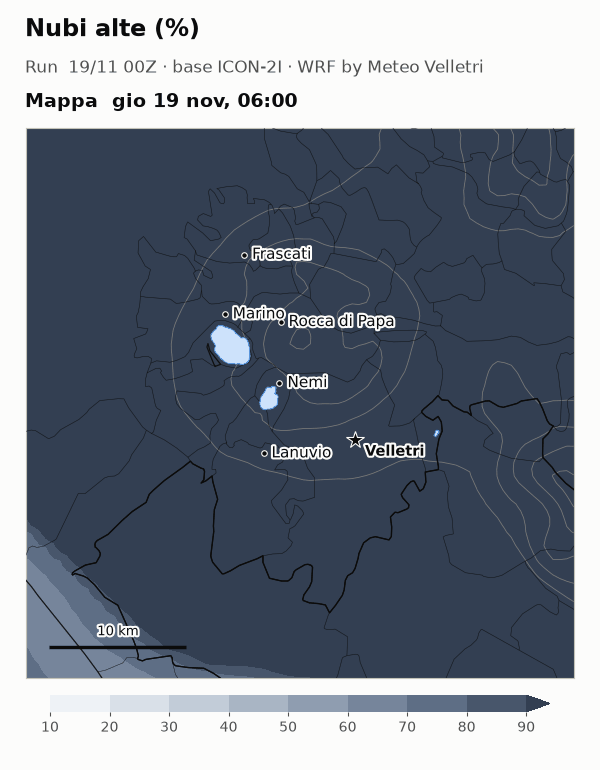 Nubi alte (%)
Run  19/11 00Z · base ICON-2I · WRF by Meteo Velletri
Mappa  gio 19 nov, 06:00
Frascati
Marino
Rocca di Papa
Nemi
Velletri
Lanuvio
10 km
10 20 30 40 50 60 70 80 90